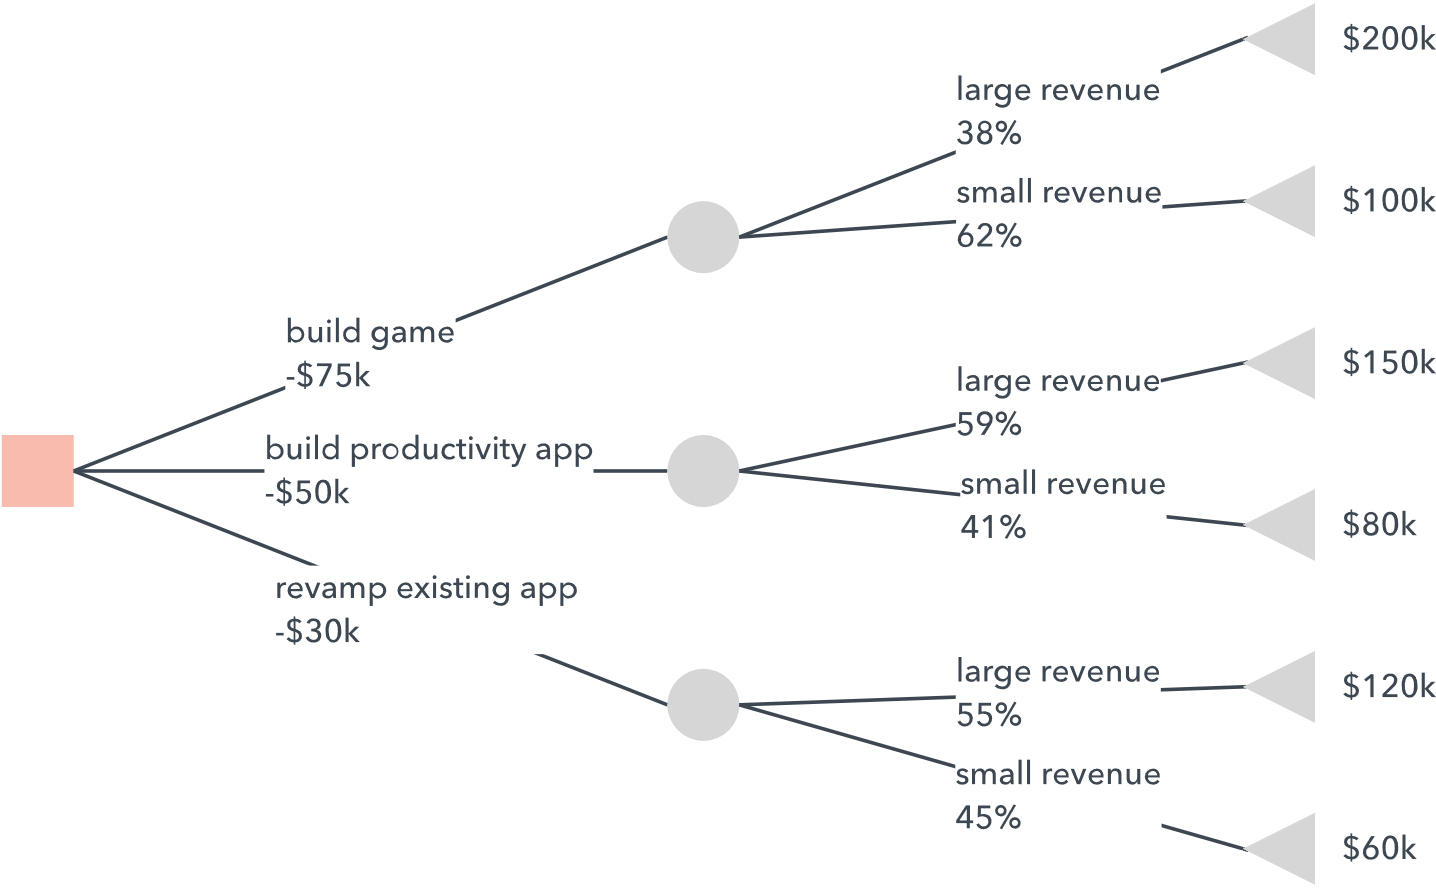 $200k
large revenue
38%
small revenue
62%
$100k
build game
-$75k
large revenue
59%
$150k
build productivity app
-$50k
small revenue
41%
$80k
revamp existing app
-$30k
large revenue
55%
$120k
small revenue
45%
$60k